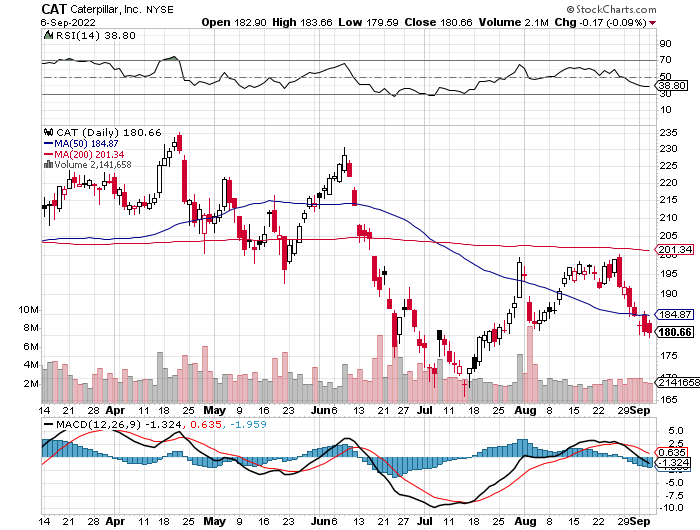 CAT Caterpillar, Inc. NYSE
© StockCharts.com
6-Sep-2022
Open 182.90 High 183.66 Low 179.59 Close 180.66 Volume 2.1M Chg -0.17 (-0.09%)
RSI(14) 38.80
90
70
50
30
10
38.80
CAT (Daily) 180.66
MA(50) 184.87
MA(200) 201.34
Volume 2,141,658
235
230
225
220
215
210
205
201.34
195
190
184.87
180.66
175
170
165
10M
8M
6M
4M
2M
2141658
14 21 28 Apr 11 18 25 May 9 16 23 Jun 6 13 21 27 Jul 11 18 25 Aug 8 15 22 29 Sep
MACD(12,26,9) -1.324, 0.635, -1.959
5.0
2.5
0.635
-1.324
-5.0
-7.5
-10.0
14 21 28 Apr 11 18 25 May 9 16 23 Jun 6 13 21 27 Jul 11 18 25 Aug 8 15 22 29 Sep